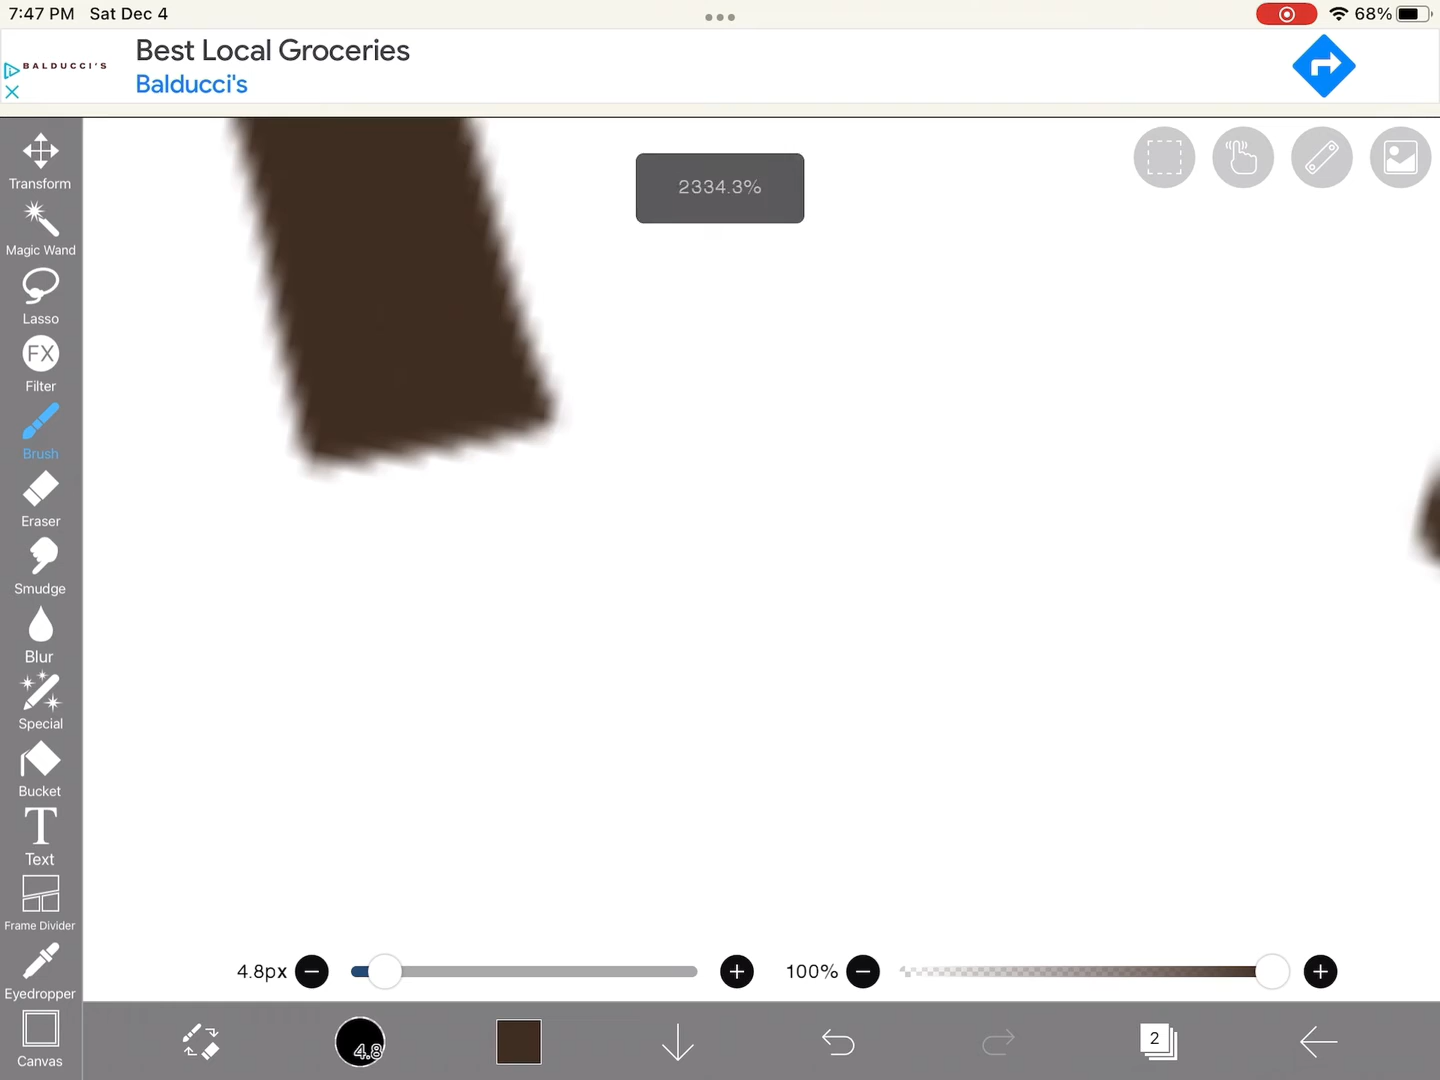 7:47 PM Sat Dec 4
68%
BALDUCCI'S
Best Local Groceries
Balducci's
2334.3%
Transform
Magic Wand
Lasso
FX
Filter
Brush
Eraser
Smudge
Blur
Special
Bucket
T
Text
Frame Divider
Eyedropper
Canvas
4.8px
100%
4.8
2